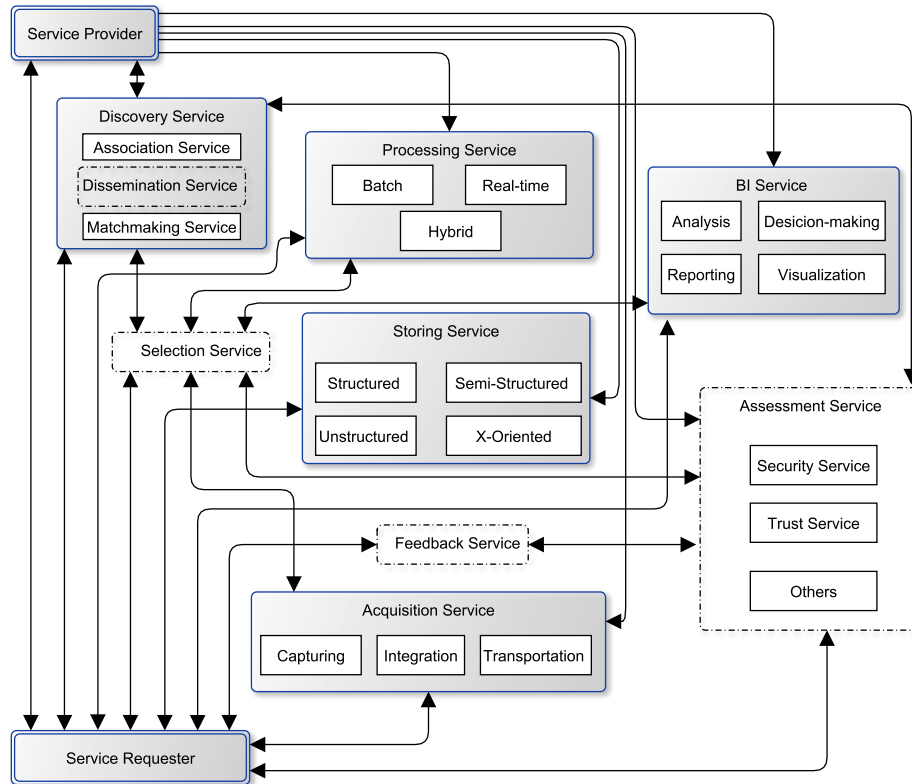 Service Provider
Discovery Service
Association Service
Dissemination Service
Matchmaking Service
Processing Service
Batch
Real-time
Hybrid
BI Service
Analysis
Desicion-making
Reporting
Visualization
Selection Service
Storing Service
Structured
Semi-Structured
Unstructured
X-Oriented
Assessment Service
Security Service
Trust Service
Others
Feedback Service
Acquisition Service
Capturing
Integration
Transportation
Service Requester